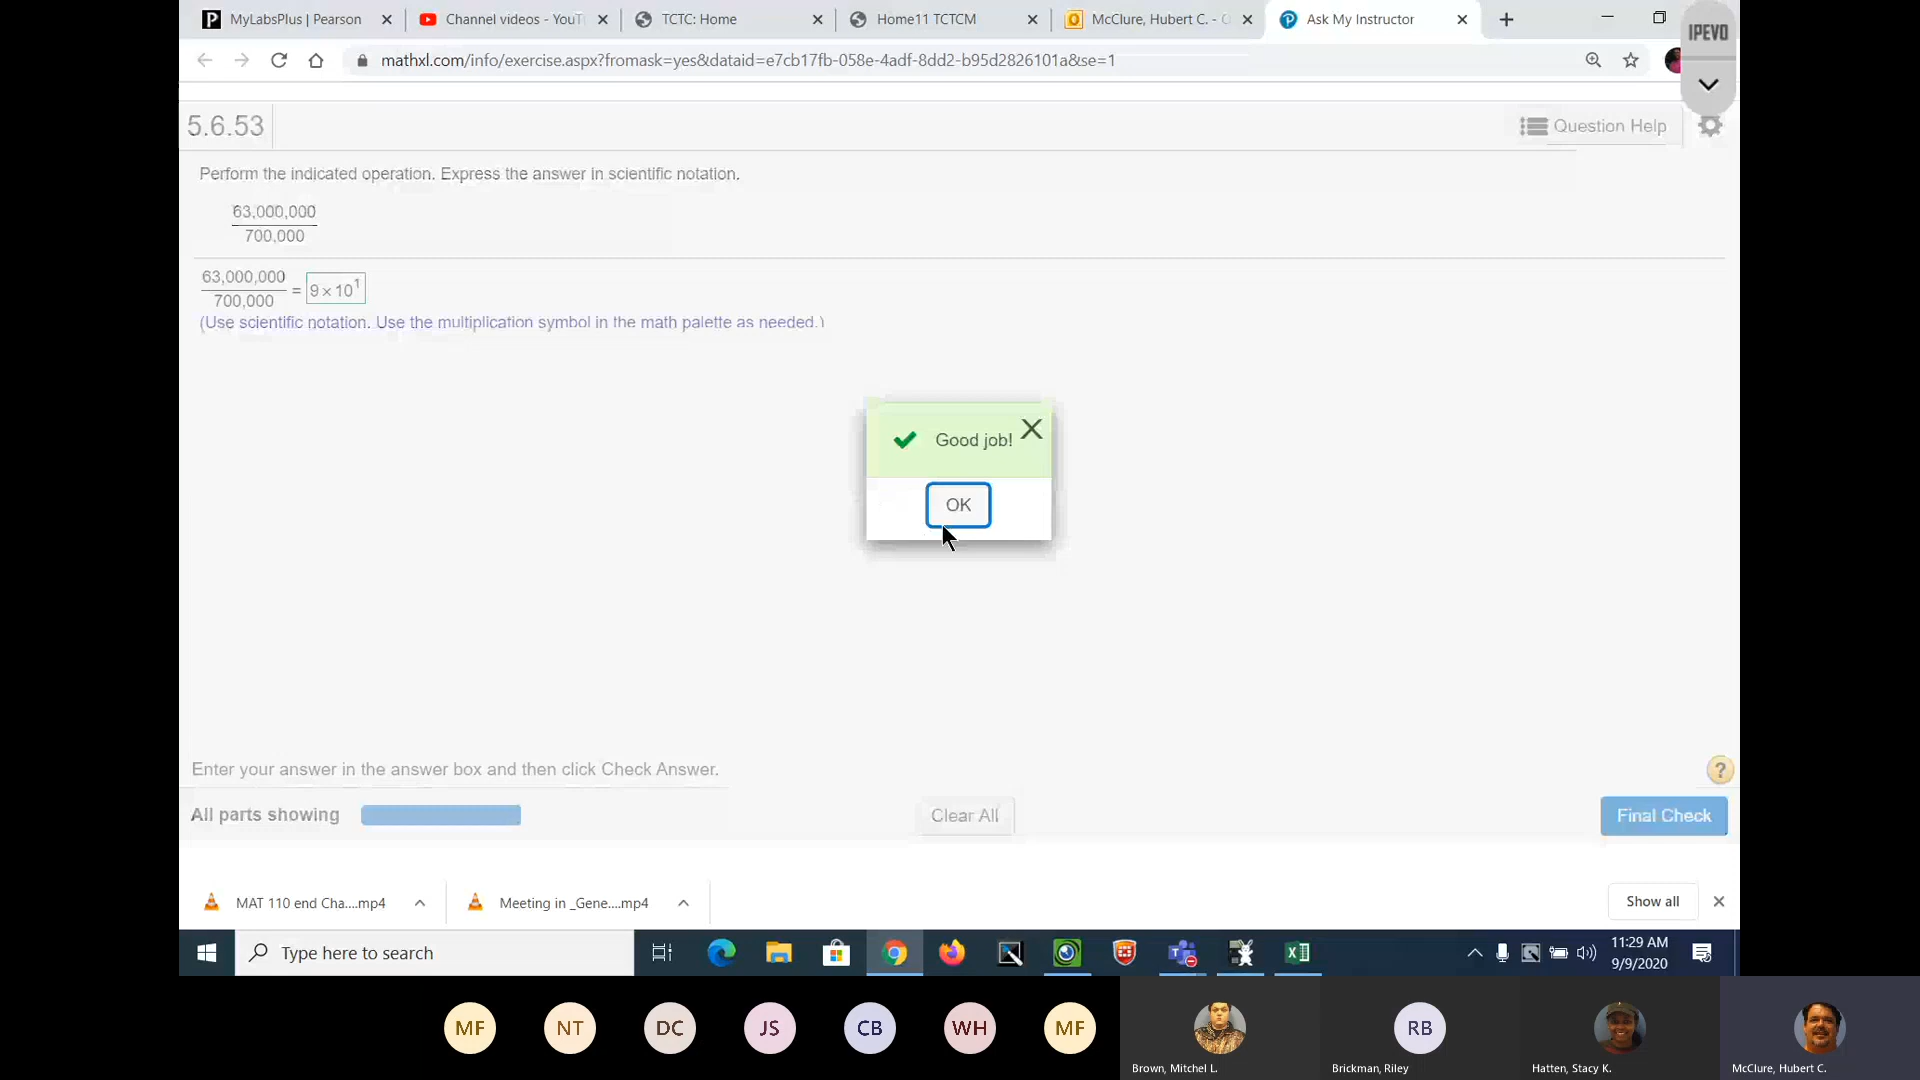 MyLabsPlus | Pearson
Channel videos - YouT
TCTC: Home
Home11 TCTCM
McClure, Hubert C. - O
Ask My Instructor
IPEVO
mathxl.com/info/exercise.aspx?fromask=yes&dataid=e7cb17fb-058e-4adf-8dd2-b95d2826101a&se=1
5.6.53
Question Help
Perform the indicated operation. Express the answer in scientific notation.
63,000,000
700,000
63,000,000
700,000
= 9 × 10¹
(Use scientific notation. Use the multiplication symbol in the math palette as needed.)
Good job!
OK
Enter your answer in the answer box and then click Check Answer.
?
All parts showing
Clear All
Final Check
MAT 110 end Cha....mp4
Meeting in _Gene....mp4
Show all
Type here to search
11:29 AM
9/9/2020
MF
NT
DC
JS
CB
WH
MF
RB
Brown, Mitchel L.
Brickman, Riley
Hatten, Stacy K.
McClure, Hubert C.